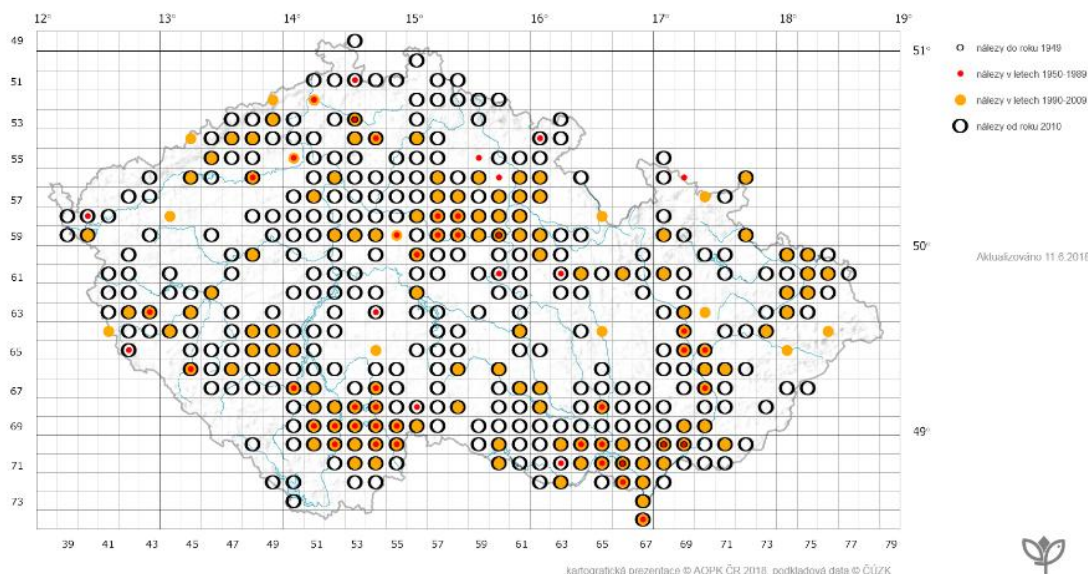 12° 13° 14° 15° 16° 17° 18° 19°
49 51°
51
53
55
57
59 50°
61
63
65
67
69 49°
71
73
39 41 43 45 47 49 51 53 55 57 59 61 63 65 67 69 71 73 75 77 79
nálezy do roku 1949
nálezy v letech 1950-1989
nálezy v letech 1990-2009
nálezy od roku 2010
Aktualizováno 11.6.2018
kartografická prezentace © AOPK ČR 2018, podkladová data © ČÚZK